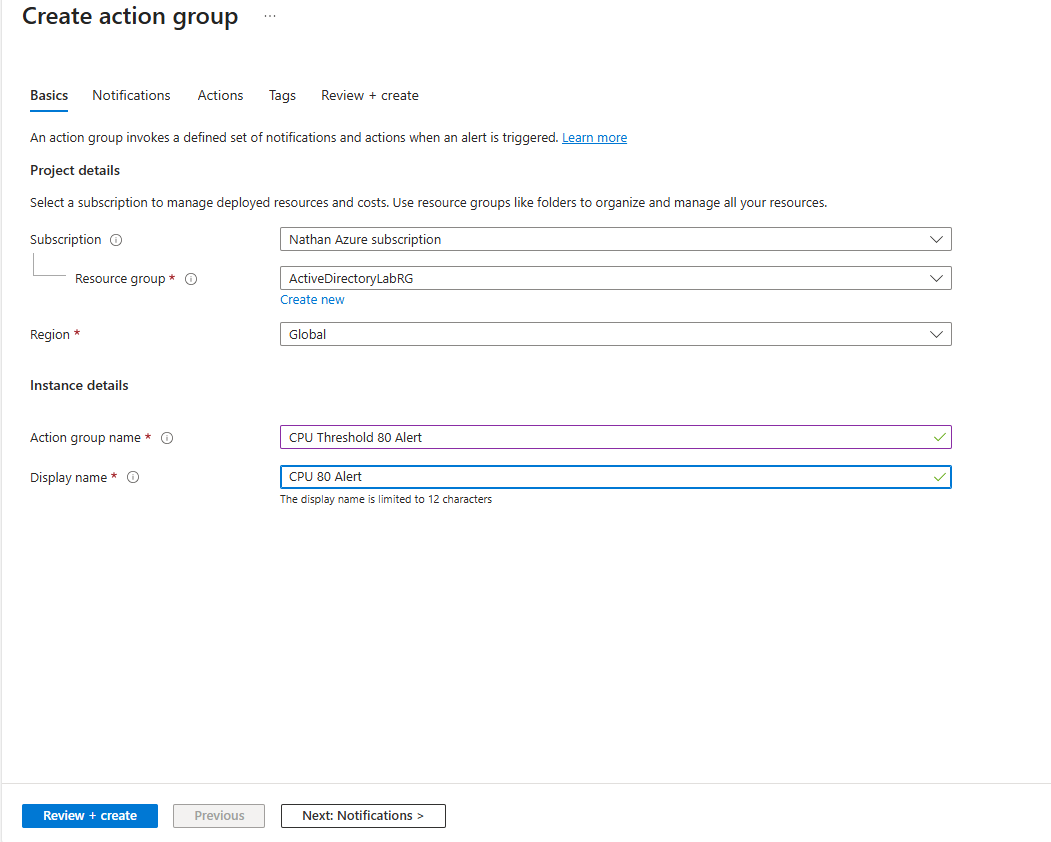 Create action group ...
Basics Notifications Actions Tags Review + create
An action group invokes a defined set of notifications and actions when an alert is triggered. Learn more
Project details
Select a subscription to manage deployed resources and costs. Use resource groups like folders to organize and manage all your resources.
Subscription Nathan Azure subscription
Resource group * ActiveDirectoryLabRG
Create new
Region * Global
Instance details
Action group name * CPU Threshold 80 Alert
Display name * CPU 80 Alert
The display name is limited to 12 characters
Review + create Previous Next: Notifications >